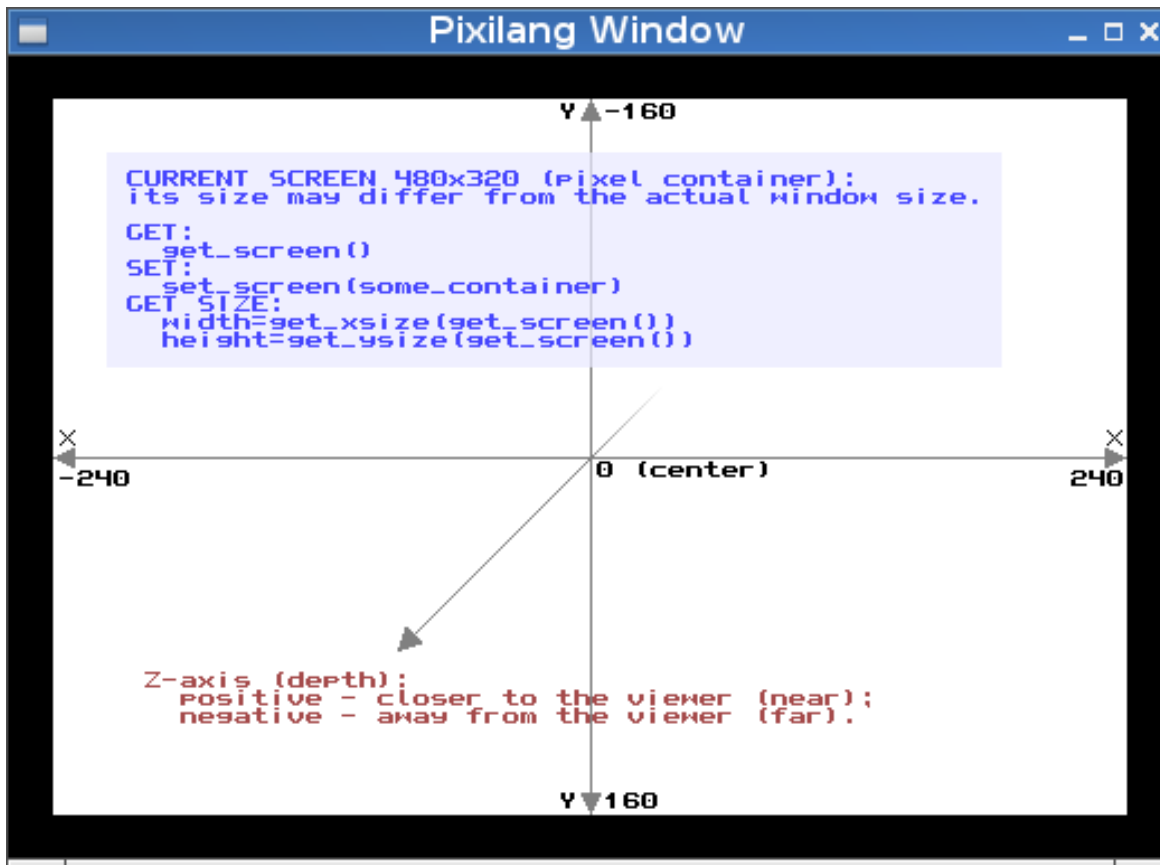 Pixilang Window
Y -160
CURRENT SCREEN 480x320 (pixel container):
its size may differ from the actual window size.
GET:
get_screen()
SET:
set_screen(some_container)
GET SIZE:
width=get_xsize(get_screen())
height=get_ysize(get_screen())
X X
-240 0 (center) 240
Z-axis (depth):
positive - closer to the viewer (near);
negative - away from the viewer (far).
Y 160